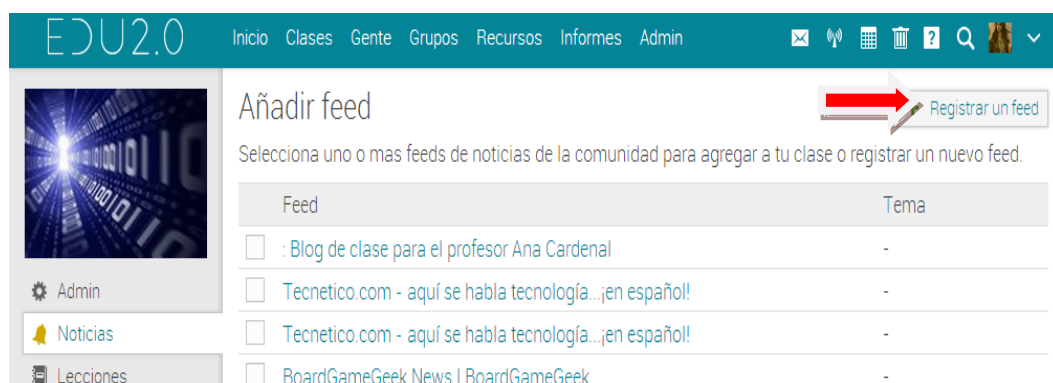 EDU2.0
Inicio Clases Gente Grupos Recursos Informes Admin
Añadir feed
Registrar un feed
Selecciona uno o mas feeds de noticias de la comunidad para agregar a tu clase o registrar un nuevo feed.
Feed Tema
: Blog de clase para el profesor Ana Cardenal -
Admin
Tecnetico.com - aquí se habla tecnología...¡en español! -
Noticias
Tecnetico.com - aquí se habla tecnología...¡en español! -
Lecciones
BoardGameGeek News | BoardGameGeek -